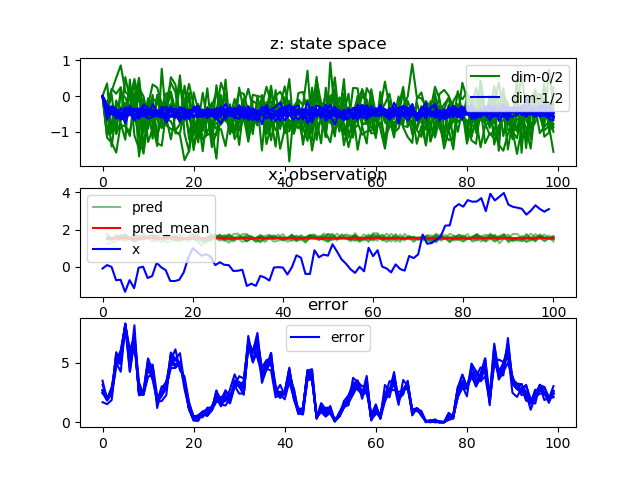 z: state space
1
0
−1
dim-0/2
dim-1/2
0 20 40 60 80 100
x: observation
4
2
0
pred
pred_mean
x
0 20 40 60 80 100
error
5
0
error
0 20 40 60 80 100